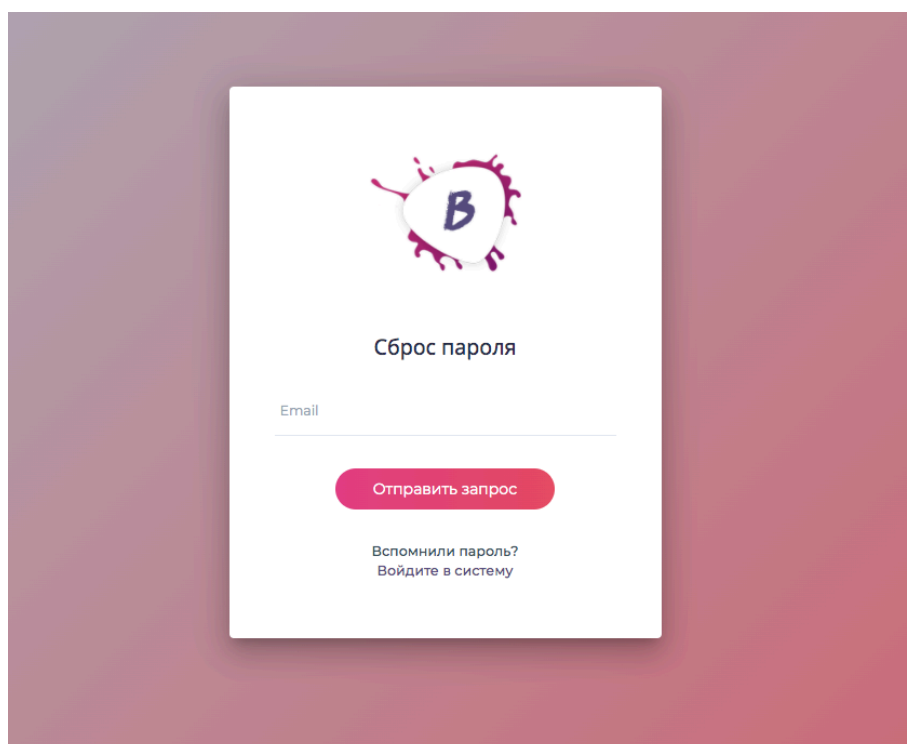 B
Сброс пароля
Email
Отправить запрос
Вспомнили пароль?
Войдите в систему